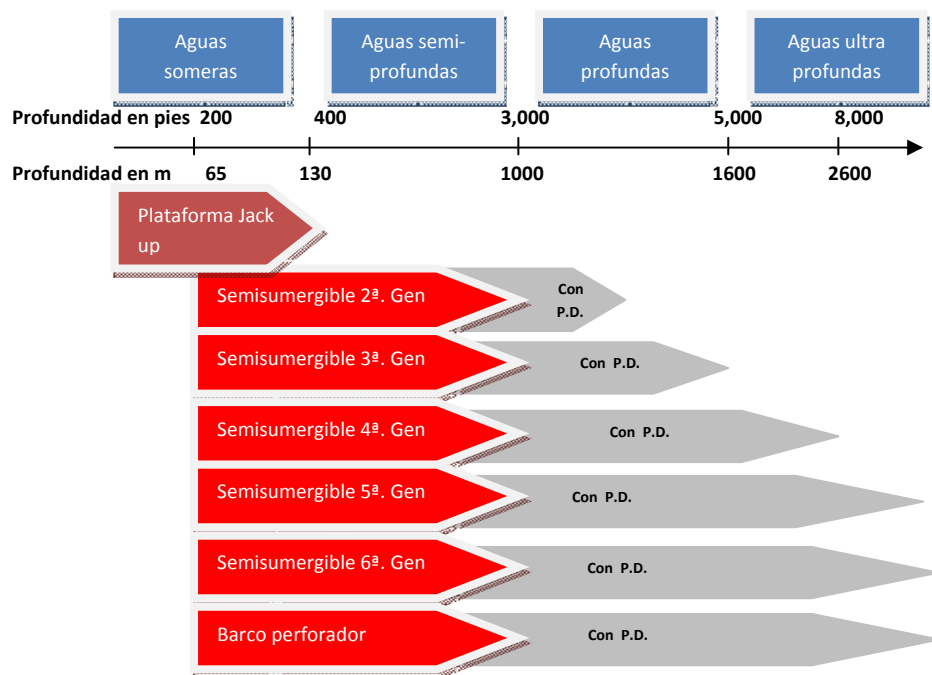 Aguas
someras
Aguas semi-
profundas
Aguas
profundas
Aguas ultra
profundas
Profundidad en pies 200 400 3,000 5,000 8,000
Profundidad en m 65 130 1000 1600 2600
Plataforma Jack
up
Semisumergible 2ª. Gen
Con
P.D.
Semisumergible 3ª. Gen
Con P.D.
Semisumergible 4ª. Gen
Con P.D.
Semisumergible 5ª. Gen
Con P.D.
Semisumergible 6ª. Gen
Con P.D.
Barco perforador
Con P.D.